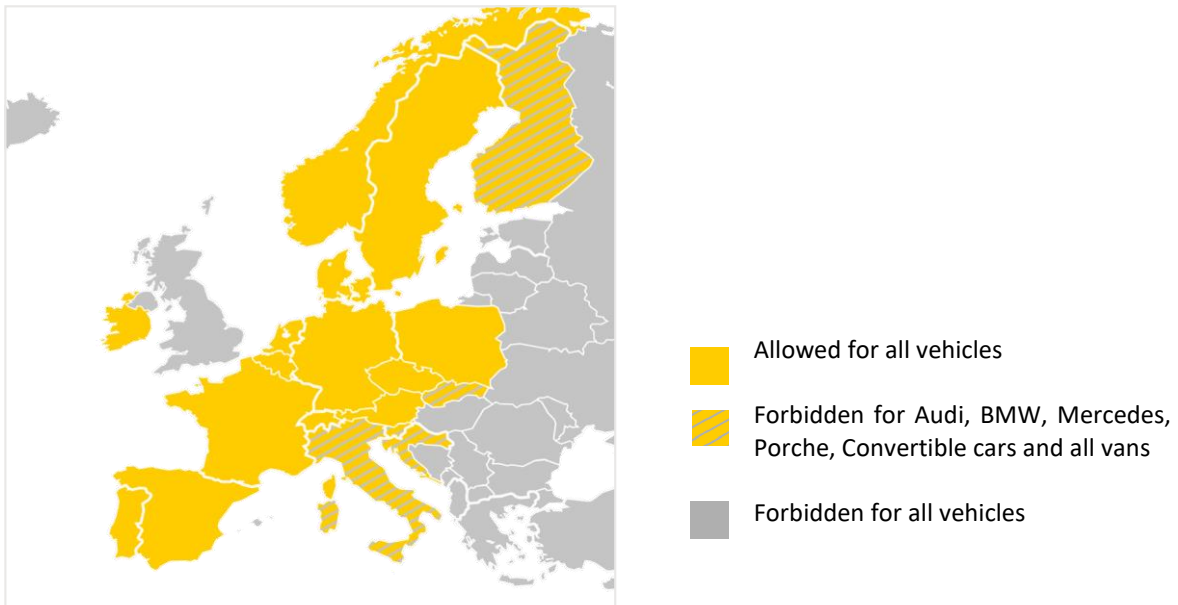 Allowed for all vehicles
Forbidden for Audi, BMW, Mercedes,
Porche, Convertible cars and all vans
Forbidden for all vehicles